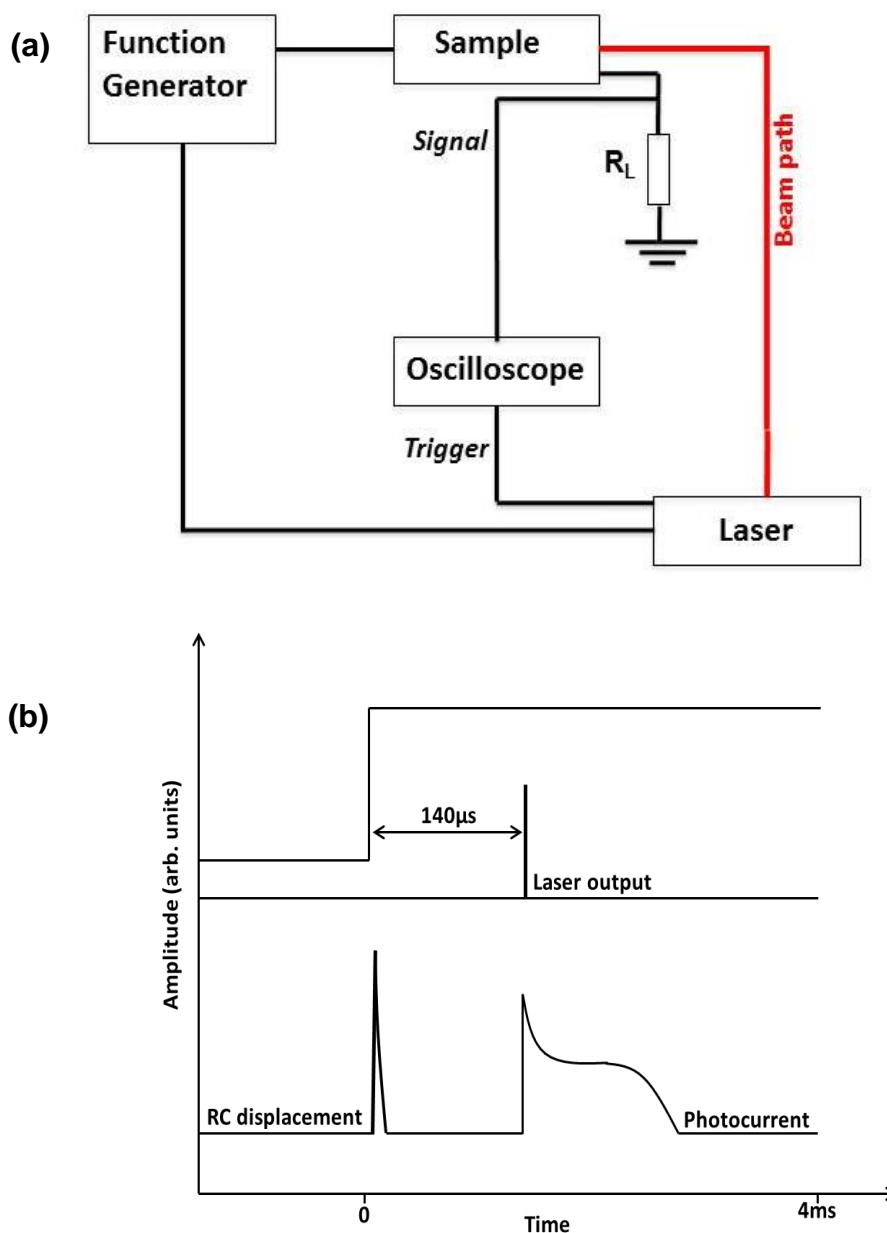 (a)
Function
Generator
Sample
Signal
R_L
Beam path
Oscilloscope
Trigger
Laser
(b)
Amplitude (arb. units)
140μs
Laser output
RC displacement
Photocurrent
0
Time
4ms